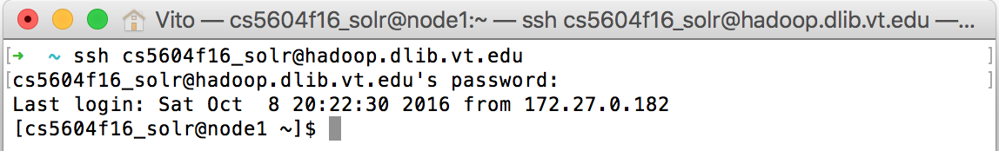 Vito — cs5604f16_solr@node1:~ — ssh cs5604f16_solr@hadoop.dlib.vt.edu —...
[➜  ~ ssh cs5604f16_solr@hadoop.dlib.vt.edu ]
[cs5604f16_solr@hadoop.dlib.vt.edu's password: ]
Last login: Sat Oct  8 20:22:30 2016 from 172.27.0.182
[cs5604f16_solr@node1 ~]$